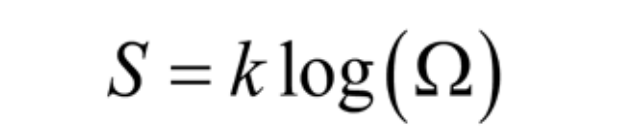 S = k log(Ω)